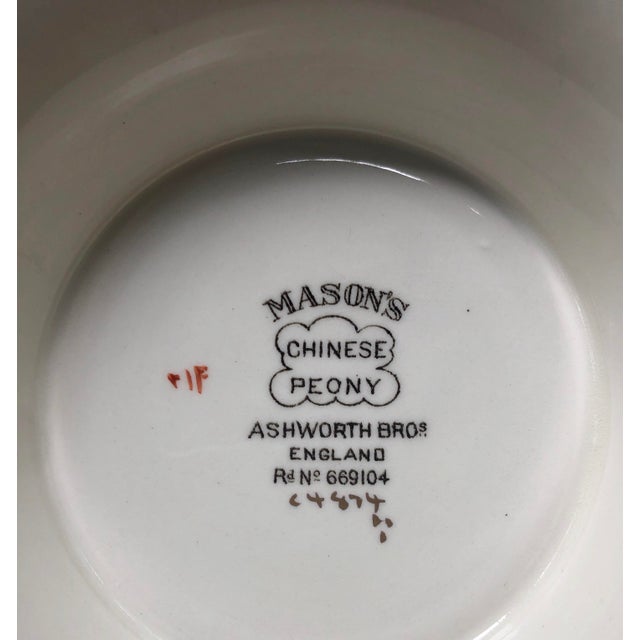 MASON'S
CHINESE
PEONY
ASHWORTH BROS.
ENGLAND
Rd No 669104
C4874